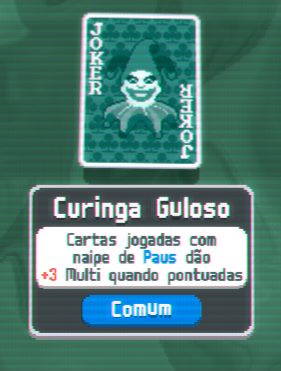 JOKER
JOKER
Curinga Guloso
Cartas jogadas com
naipe de Paus dão
+3 Multi quando pontuadas
Comum